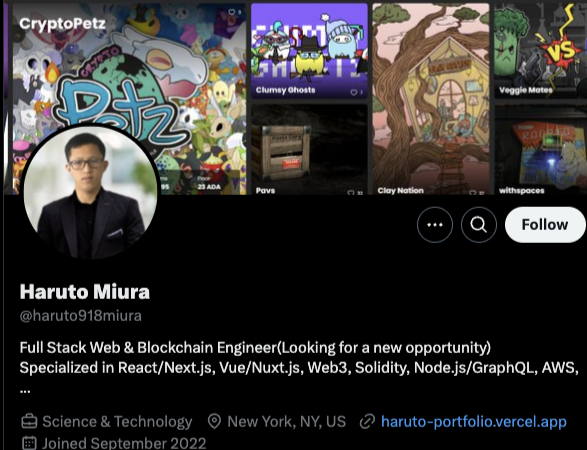 CryptoPetz
CRYPTO
Petz
Clumsy Ghosts
Veggie Mates
VS
Pavs
Clay Nation
withspaces
Floor
95
23 ADA
Follow
Haruto Miura
@haruto918miura
Full Stack Web & Blockchain Engineer(Looking for a new opportunity)
Specialized in React/Next.js, Vue/Nuxt.js, Web3, Solidity, Node.js/GraphQL, AWS,
...
Science & Technology New York, NY, US haruto-portfolio.vercel.app
Joined September 2022